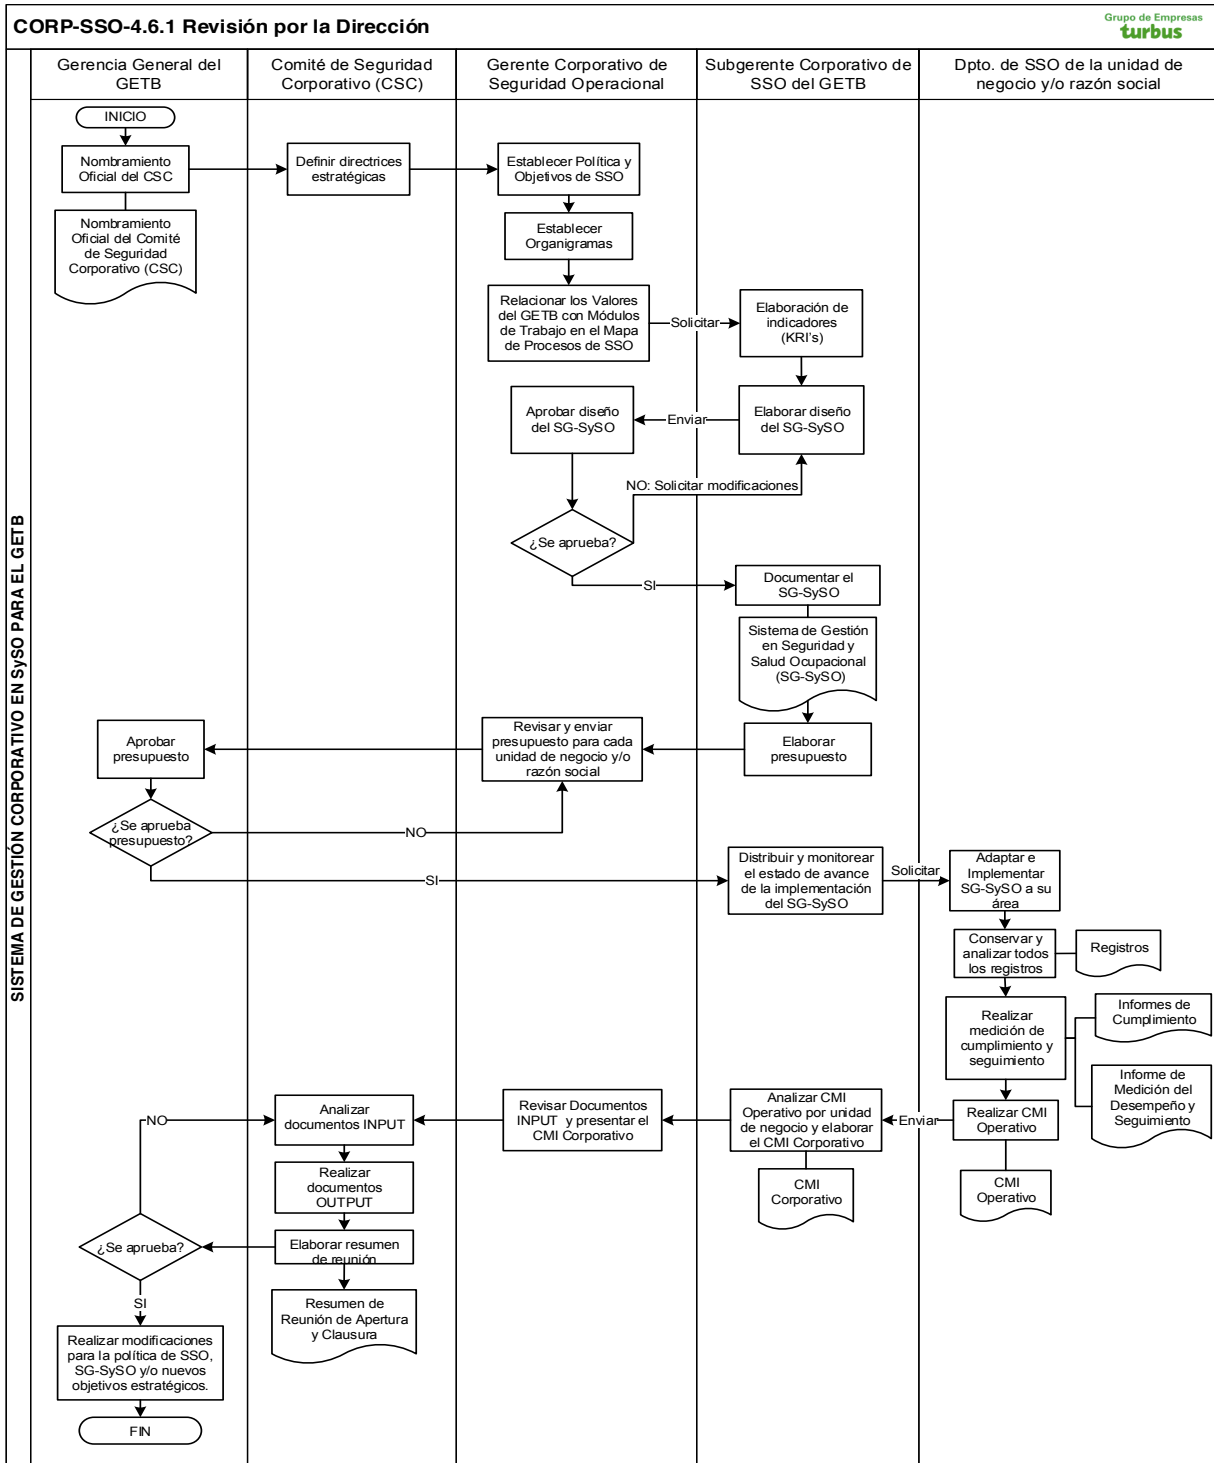 CORP-SSO-4.6.1 Revisión por la Dirección
Grupo de Empresas
turbus
SISTEMA DE GESTIÓN CORPORATIVO EN SySO PARA EL GETB
Gerencia General del
GETB
Comité de Seguridad
Corporativo (CSC)
Gerente Corporativo de
Seguridad Operacional
Subgerente Corporativo de
SSO del GETB
Dpto. de SSO de la unidad de
negocio y/o razón social
INICIO
Nombramiento
Oficial del CSC
Definir directrices
estratégicas
Establecer Política y
Objetivos de SSO
Nombramiento
Oficial del Comité
de Seguridad
Corporativo (CSC)
Establecer
Organigramas
Relacionar los Valores
del GETB con Módulos
de Trabajo en el Mapa
de Procesos de SSO
Solicitar
Elaboración de
indicadores
(KRI's)
Aprobar diseño
del SG-SySO
Enviar
Elaborar diseño
del SG-SySO
NO: Solicitar modificaciones
¿Se aprueba?
SI
Documentar el
SG-SySO
Sistema de Gestión
en Seguridad y
Salud Ocupacional
(SG-SySO)
Aprobar
presupuesto
Revisar y enviar
presupuesto para cada
unidad de negocio y/o
razón social
Elaborar
presupuesto
¿Se aprueba
presupuesto?
NO
SI
Distribuir y monitorear
el estado de avance
de la implementación
del SG-SySO
Solicitar
Adaptar e
Implementar
SG-SySO a su
área
Conservar y
analizar todos
los registros
Registros
Realizar
medición de
cumplimiento y
seguimiento
Informes de
Cumplimiento
Informe de
Medición del
Desempeño y
Seguimiento
NO
Analizar
documentos INPUT
Revisar Documentos
INPUT y presentar el
CMI Corporativo
Analizar CMI
Operativo por unidad
de negocio y elaborar
el CMI Corporativo
Enviar
Realizar CMI
Operativo
Realizar
documentos
OUTPUT
CMI
Corporativo
CMI
Operativo
¿Se aprueba?
Elaborar resumen
de reunión
SI
Resumen de
Reunión de Apertura
y Clausura
Realizar modificaciones
para la política de SSO,
SG-SySO y/o nuevos
objetivos estratégicos.
FIN